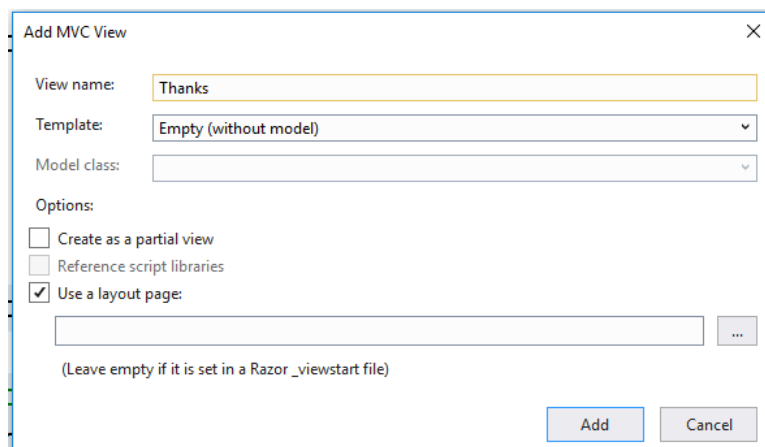 Add MVC View
View name: Thanks
Template: Empty (without model)
Model class:
Options:
Create as a partial view
Reference script libraries
Use a layout page:
...
(Leave empty if it is set in a Razor _viewstart file)
Add Cancel